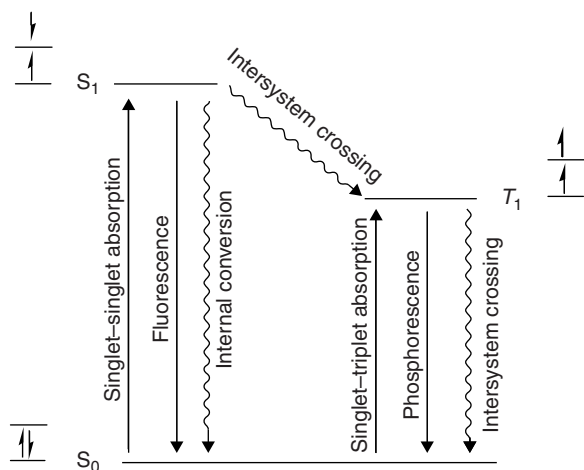 S1
Intersystem crossing
T1
Singlet–singlet absorption
Fluorescence
Internal conversion
Singlet–triplet absorption
Phosphorescence
Intersystem crossing
S0